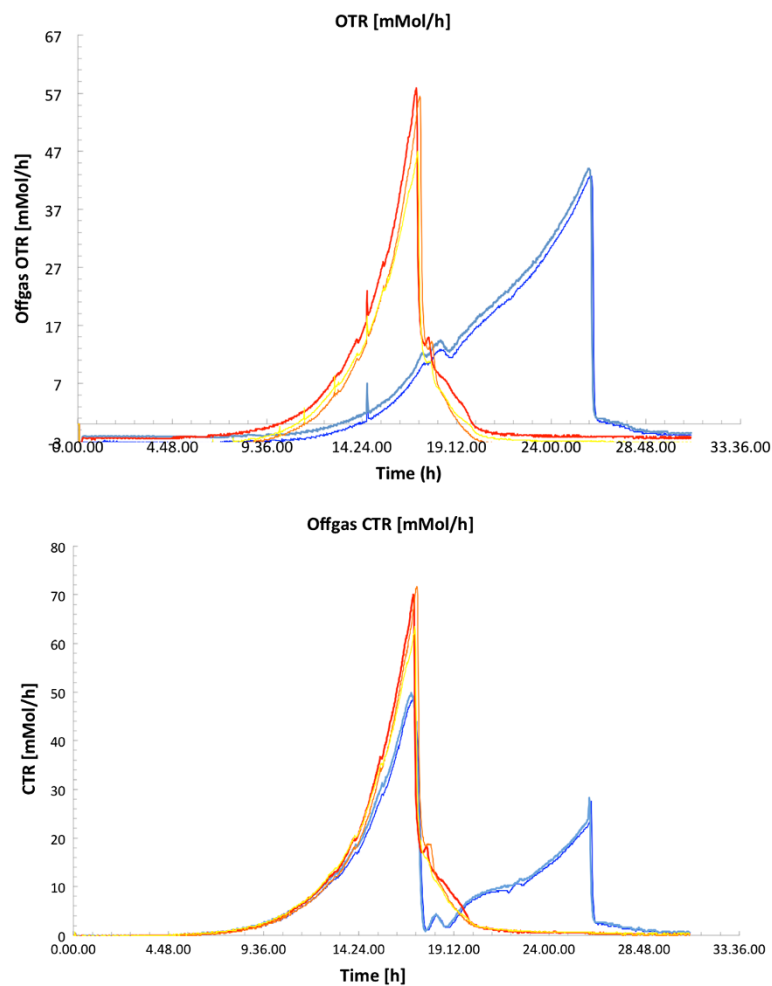 OTR [mMol/h]
67
57
47
37
27
17
7
-3
Offgas OTR [mMol/h]
0.00.00 4.48.00 9.36.00 14.24.00 19.12.00 24.00.00 28.48.00 33.36.00
Time (h)
Offgas CTR [mMol/h]
80
70
60
50
40
30
20
10
0
CTR [mMol/h]
0.00.00 4.48.00 9.36.00 14.24.00 19.12.00 24.00.00 28.48.00 33.36.00
Time [h]